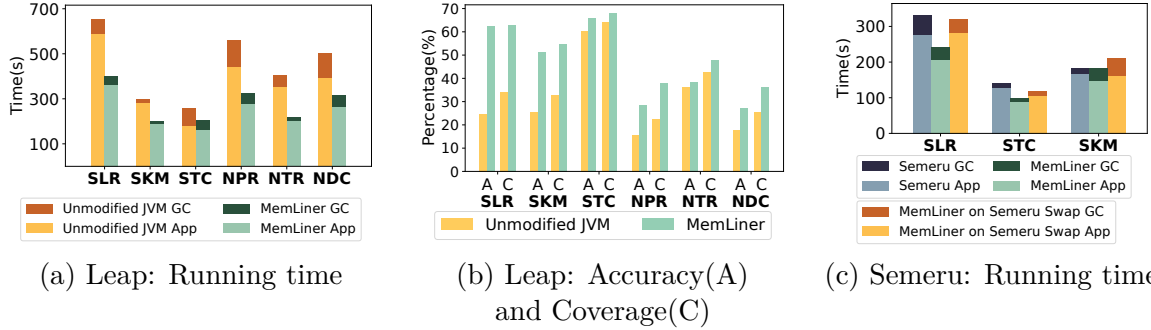 700
500
300
100
Time(s)
SLR SKM STC NPR NTR NDC
Unmodified JVM GC
MemLiner GC
Unmodified JVM App
MemLiner App
(a) Leap: Running time
70
60
50
40
30
20
10
0
Percentage(%)
A C A C A C A C A C A C
SLR SKM STC NPR NTR NDC
Unmodified JVM
MemLiner
(b) Leap: Accuracy(A)
and Coverage(C)
300
200
100
0
Time(s)
SLR STC SKM
Semeru GC
MemLiner GC
Semeru App
MemLiner App
MemLiner on Semeru Swap GC
MemLiner on Semeru Swap App
(c) Semeru: Running time